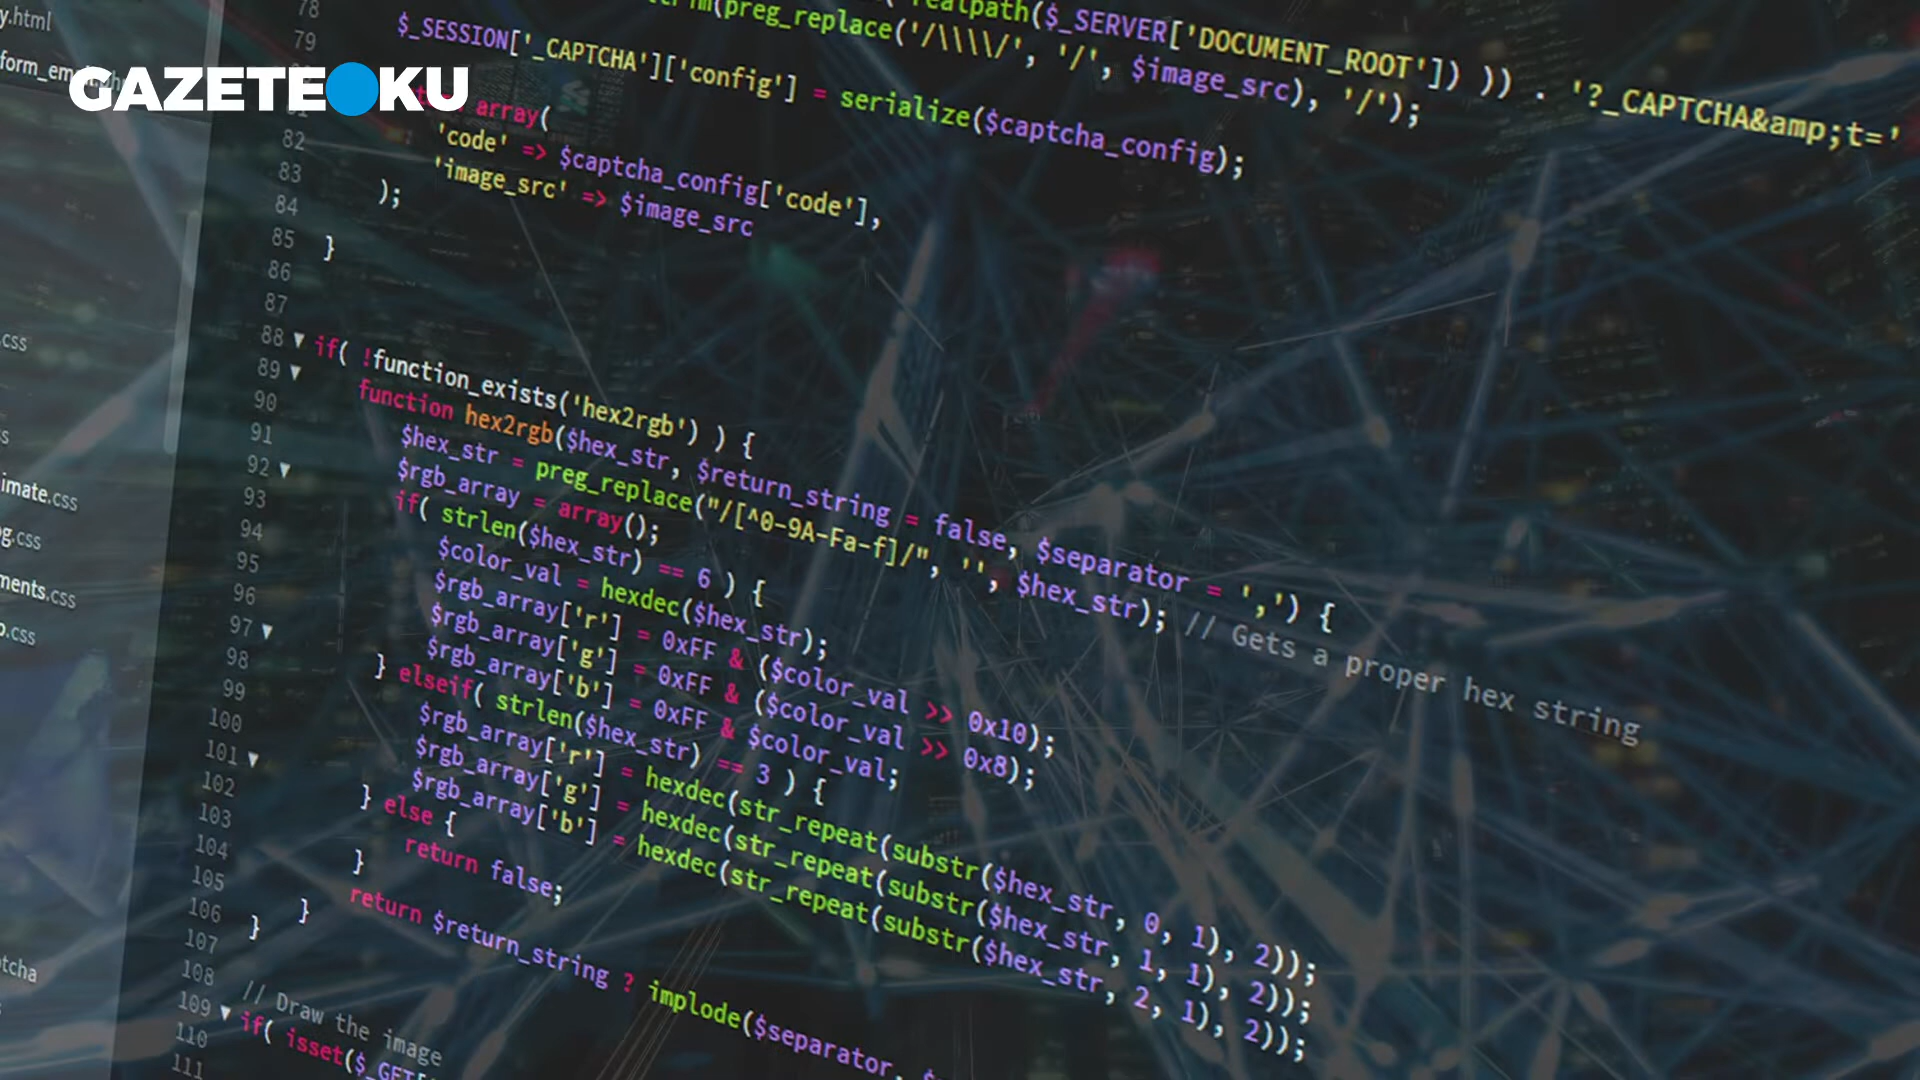 GAZETEOKU
y.html
78
79
82
83
84
85
86
87
88
89
90
91
92
93
94
95
96
97
98
99
100
101
102
103
104
105
106
107
108
109
110
111
(preg_replace('/\\\\/', '/', $image_src), '/');
($_SERVER['DOCUMENT_ROOT']) )) . '?_CAPTCHA&amp;t='
$_SESSION['_CAPTCHA']['config'] = serialize($captcha_config);
array(
'code' => $captcha_config['code'],
'image_src' => $image_src
);
}
if( !function_exists('hex2rgb') ) {
function hex2rgb($hex_str, $return_string = false, $separator = ',') {
$hex_str = preg_replace("/[^0-9A-Fa-f]/", '', $hex_str); // Gets a proper hex string
$rgb_array = array();
if( strlen($hex_str) == 6 ) {
$color_val = hexdec($hex_str);
$rgb_array['r'] = 0xFF & ($color_val >> 0x10);
$rgb_array['g'] = 0xFF & ($color_val >> 0x8);
$rgb_array['b'] = 0xFF & $color_val;
} elseif( strlen($hex_str) == 3 ) {
$rgb_array['r'] = hexdec(str_repeat(substr($hex_str, 0, 1), 2));
$rgb_array['g'] = hexdec(str_repeat(substr($hex_str, 1, 1), 2));
$rgb_array['b'] = hexdec(str_repeat(substr($hex_str, 2, 1), 2));
} else {
return false;
}
return $return_string ? implode($separator,
}
}
// Draw the image
if( isset($_GET[
.css
imate.css
g.css
ments.css
.css
tcha